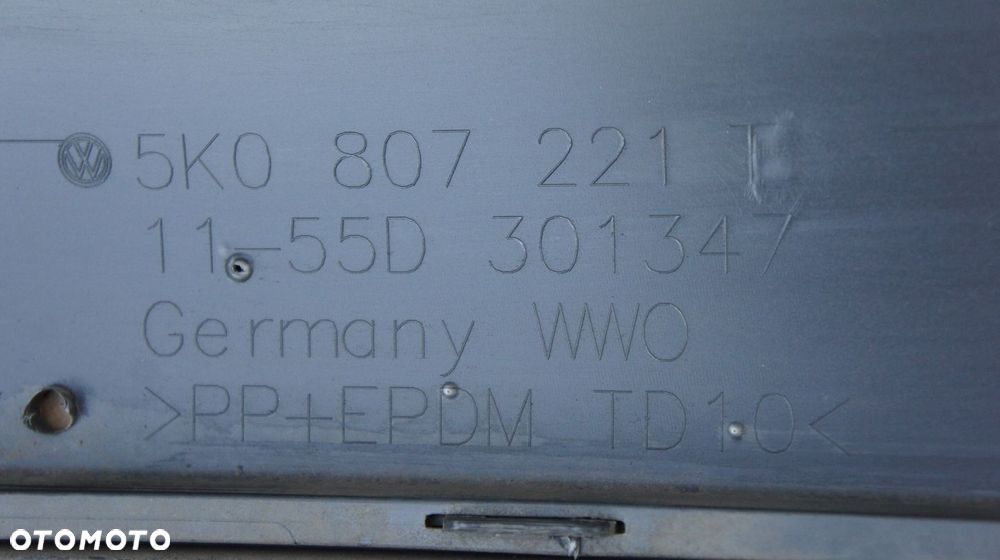 5K0 807 221 T
11-55D 301347
Germany WWO
>PP+EPDM TD10<
OTOMOTO